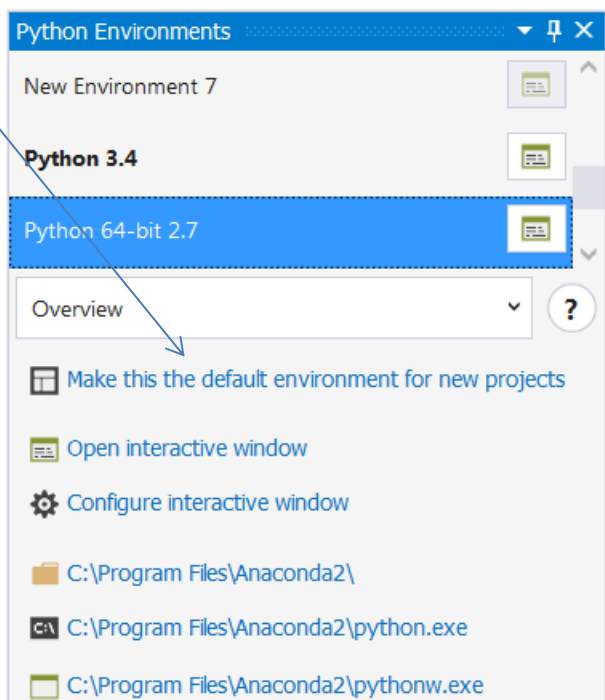 Python Environments
New Environment 7
Python 3.4
Python 64-bit 2.7
Overview
?
Make this the default environment for new projects
Open interactive window
Configure interactive window
C:\Program Files\Anaconda2\
C:\Program Files\Anaconda2\python.exe
C:\Program Files\Anaconda2\pythonw.exe